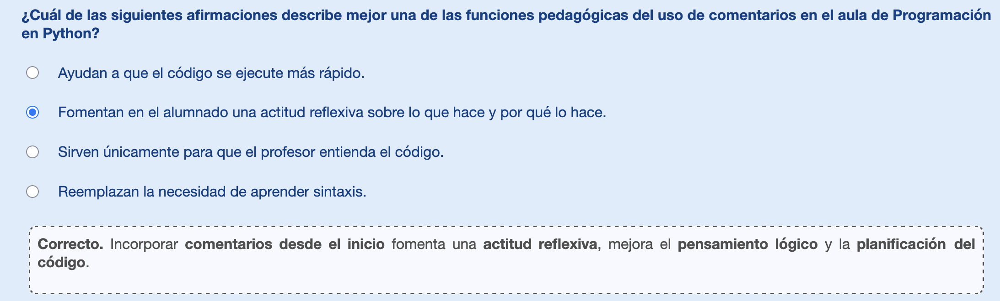 ¿Cuál de las siguientes afirmaciones describe mejor una de las funciones pedagógicas del uso de comentarios en el aula de Programación
en Python?
Ayudan a que el código se ejecute más rápido.
Fomentan en el alumnado una actitud reflexiva sobre lo que hace y por qué lo hace.
Sirven únicamente para que el profesor entienda el código.
Reemplazan la necesidad de aprender sintaxis.
Correcto. Incorporar comentarios desde el inicio fomenta una actitud reflexiva, mejora el pensamiento lógico y la planificación del
código.